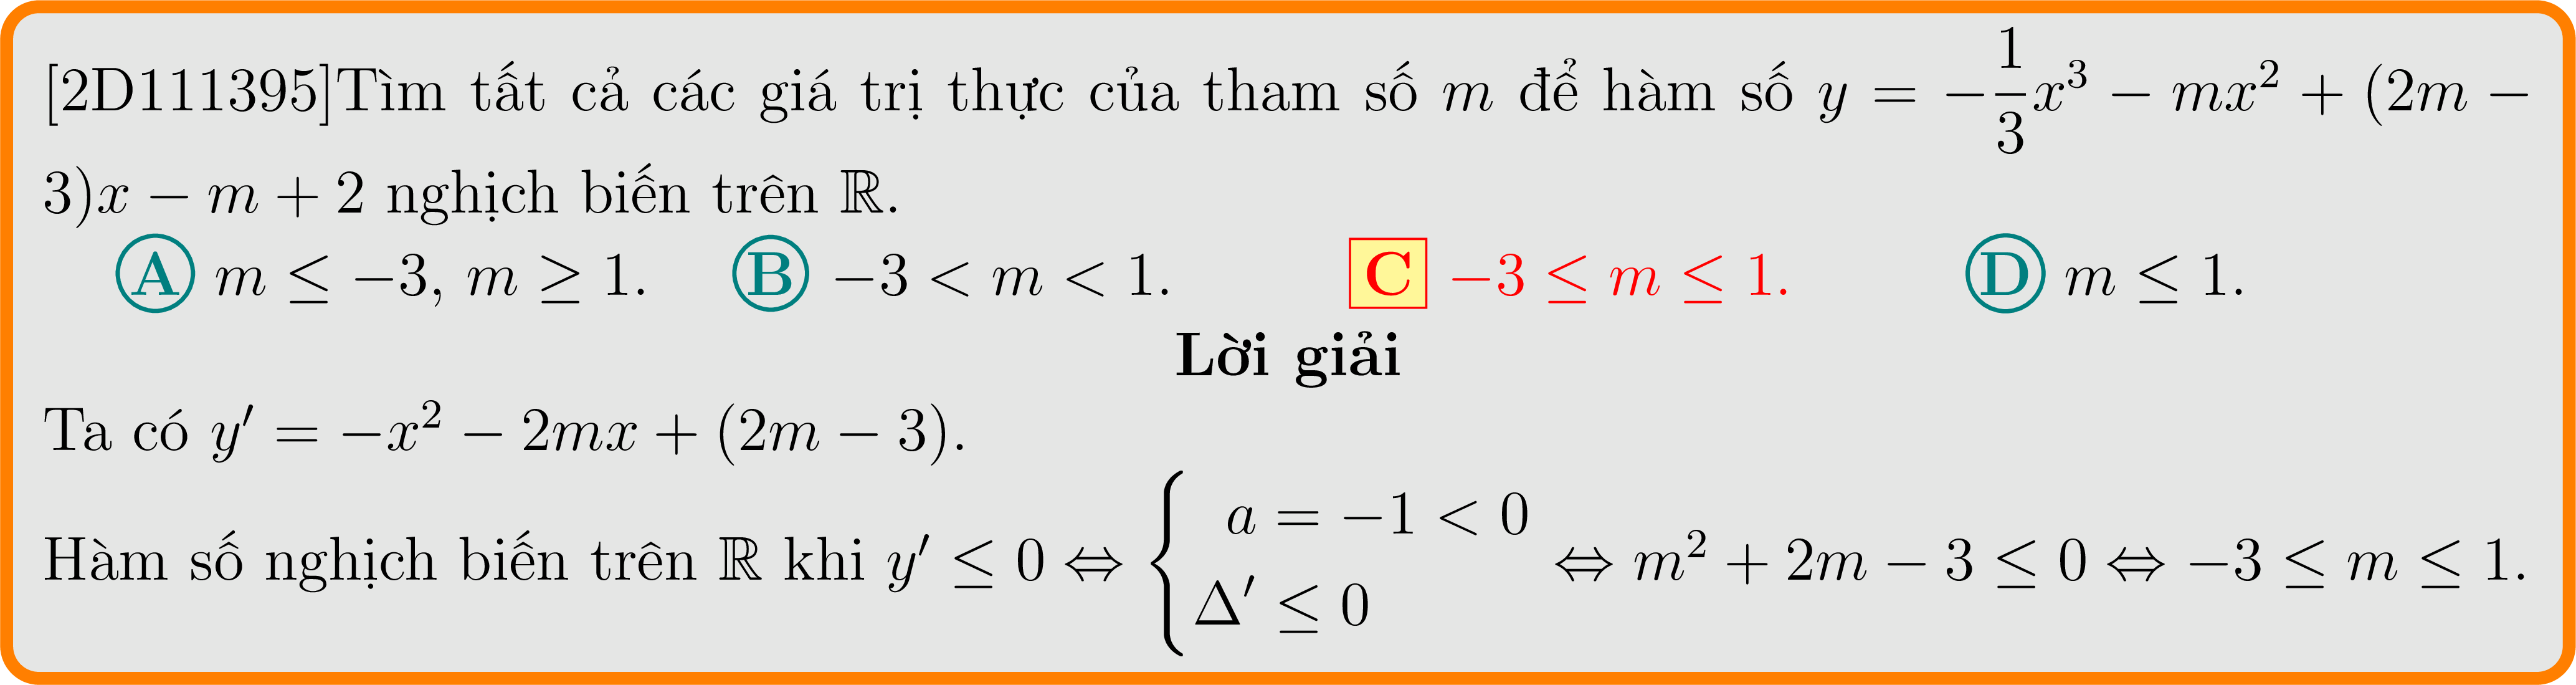 [2D111395]Tìm tất cả các giá trị thực của tham số $m$ để hàm số $y = -\frac{1}{3}x^3 - mx^2 + (2m -$
$3)x - m + 2$ nghịch biến trên $\mathbb{R}$.
A $m \leq -3, m \geq 1.$ B $-3 < m < 1.$ C $-3 \leq m \leq 1.$ D $m \leq 1.$
Lời giải
Ta có $y' = -x^2 - 2mx + (2m - 3).$
Hàm số nghịch biến trên $\mathbb{R}$ khi $y' \leq 0 \Leftrightarrow \begin{cases} a = -1 < 0 \\ \Delta' \leq 0 \end{cases} \Leftrightarrow m^2 + 2m - 3 \leq 0 \Leftrightarrow -3 \leq m \leq 1.$